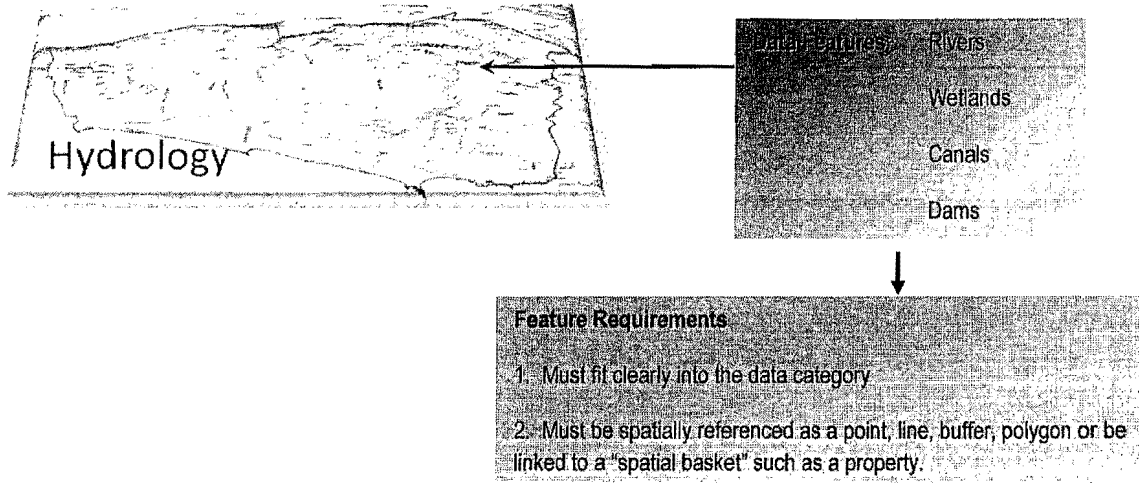 Hydrology
Data Features: Rivers
Wetlands
Canals
Dams
Feature Requirements
1. Must fit clearly into the data category
2. Must be spatially referenced as a point, line, buffer, polygon or be
linked to a "spatial basket" such as a property.